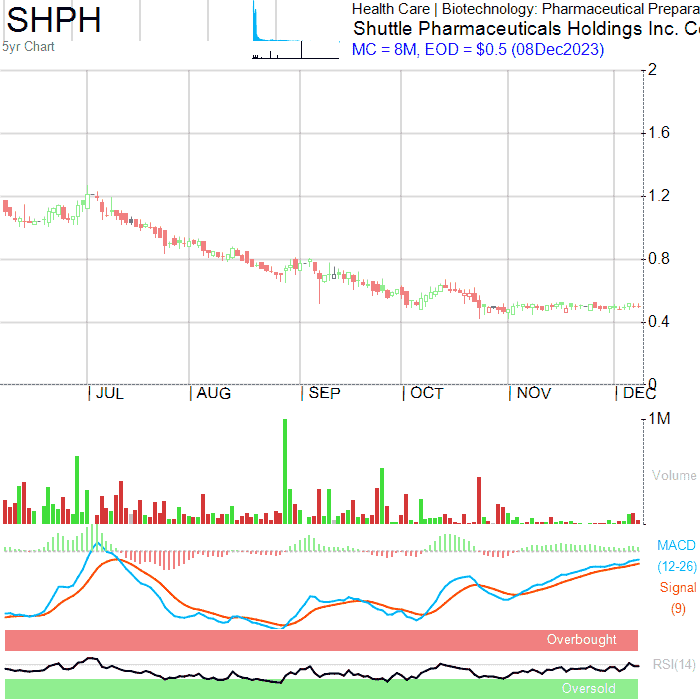 SHPH
5yr Chart
Health Care | Biotechnology: Pharmaceutical Prepara
Shuttle Pharmaceuticals Holdings Inc. Co
MC = 8M, EOD = $0.5 (08Dec2023)
2
1.6
1.2
0.8
0.4
0
JUL AUG SEP OCT NOV DEC
1M
Volume
MACD
(12-26)
Signal
(9)
Overbought
RSI(14)
Oversold